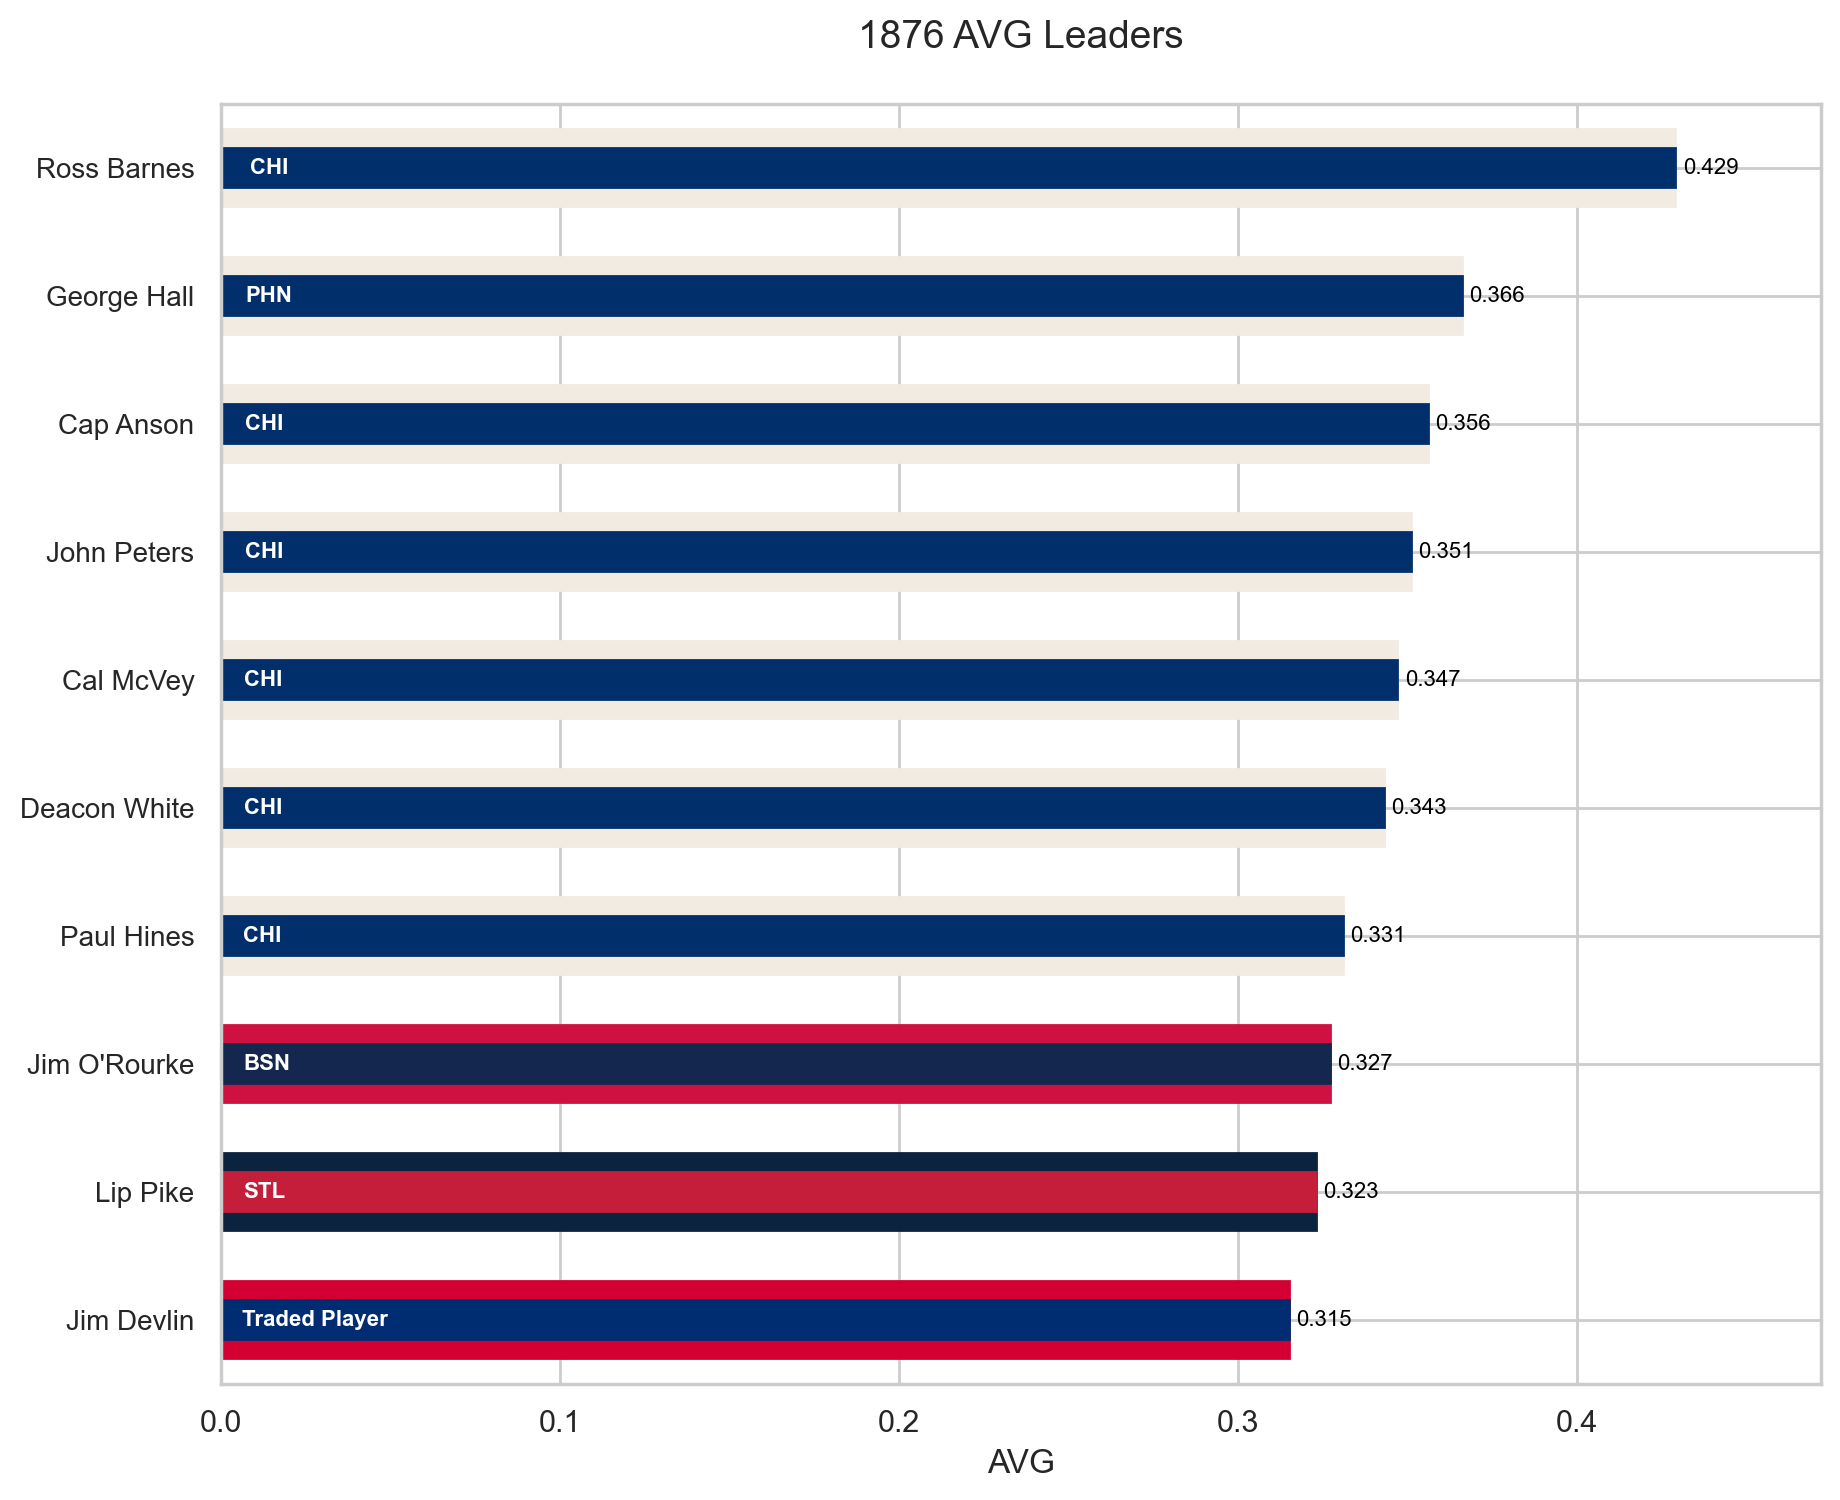 1876 AVG Leaders
Ross Barnes CHI 0.429
George Hall PHN 0.366
Cap Anson CHI 0.356
John Peters CHI 0.351
Cal McVey CHI 0.347
Deacon White CHI 0.343
Paul Hines CHI 0.331
Jim O'Rourke BSN 0.327
Lip Pike STL 0.323
Jim Devlin Traded Player 0.315
0.0 0.1 0.2 0.3 0.4
AVG